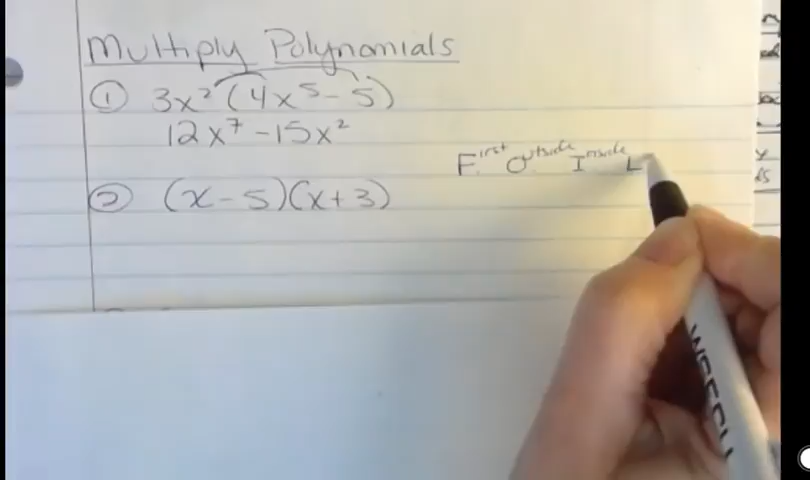 Multiply Polynomials
① 3x²(4x⁵-5)
12x⁷-15x²
First Outside Inside L
② (x-5)(x+3)